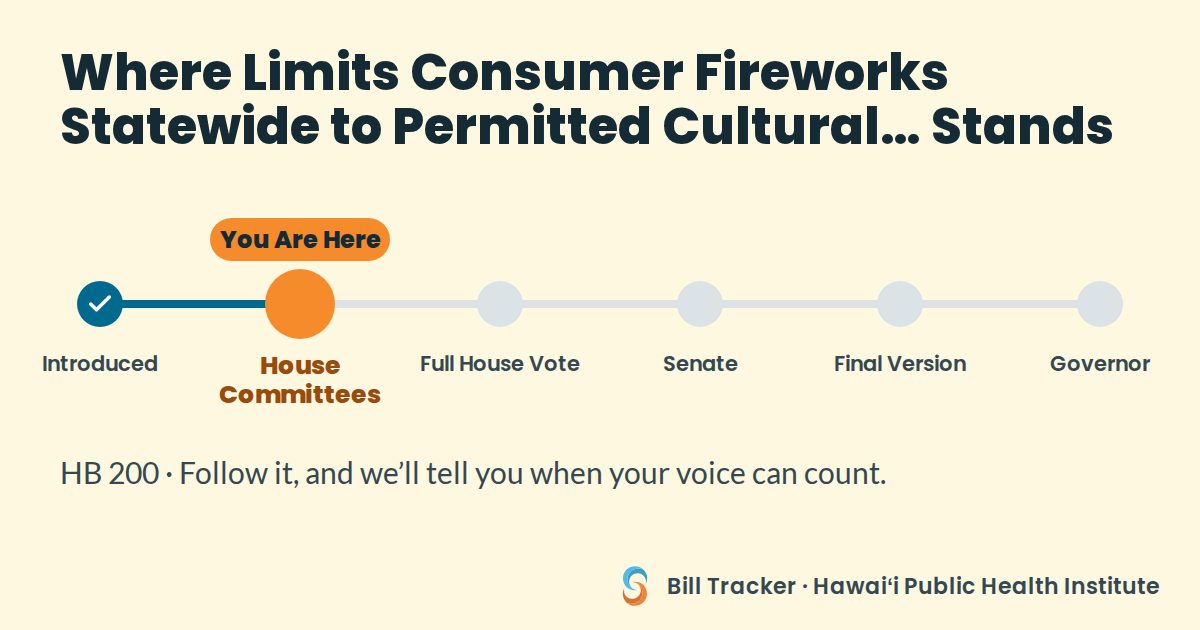 Where Limits Consumer Fireworks
Statewide to Permitted Cultural... Stands
You Are Here
Introduced
House
Committees
Full House Vote
Senate
Final Version
Governor
HB 200 · Follow it, and we’ll tell you when your voice can count.
Bill Tracker · Hawaiʻi Public Health Institute